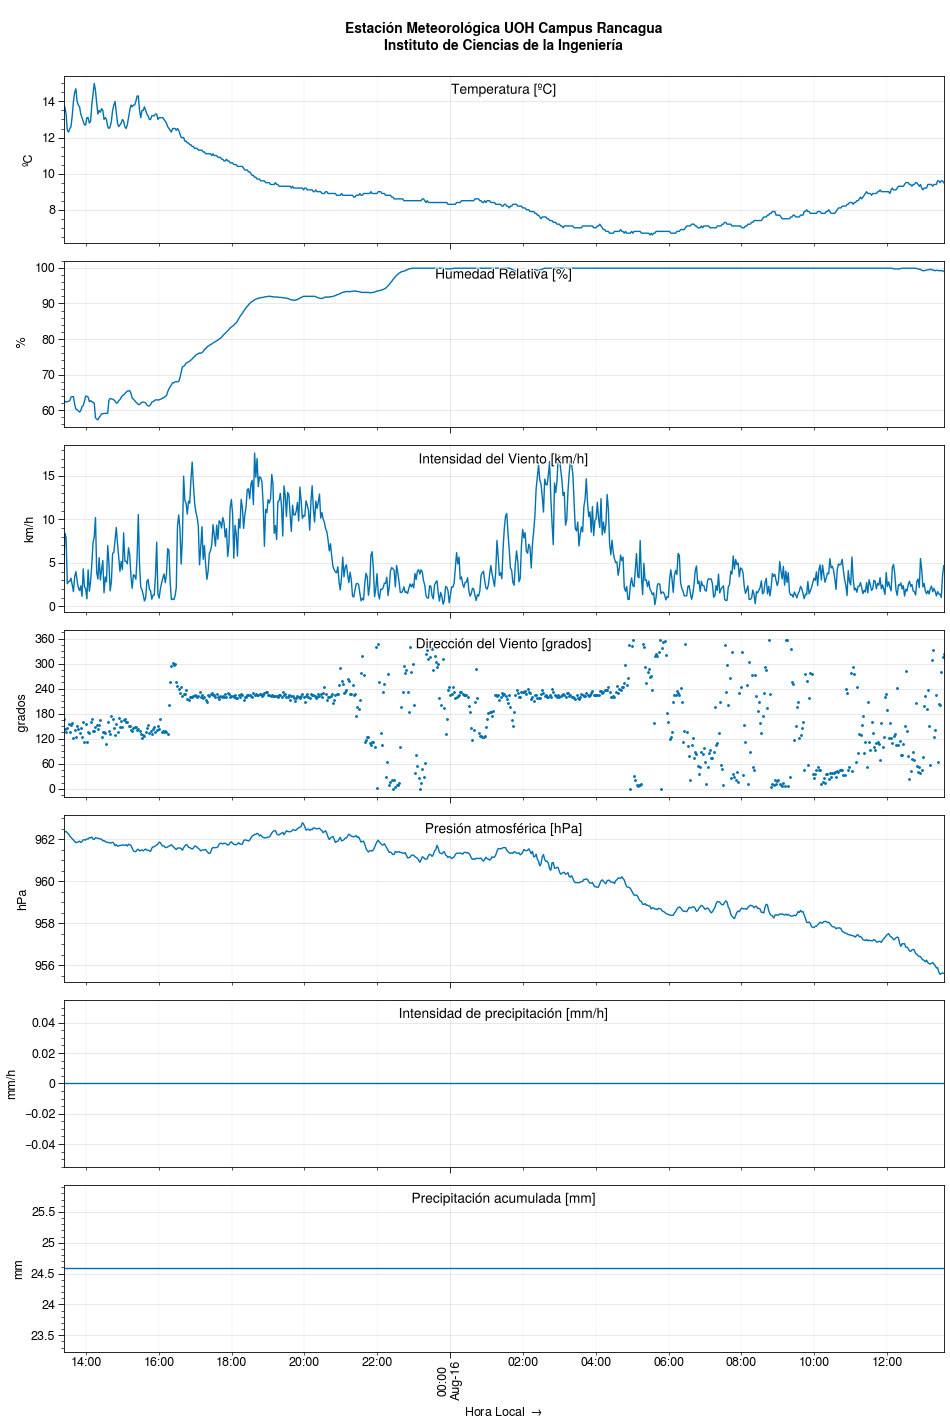 Estación Meteorológica UOH Campus Rancagua
Instituto de Ciencias de la Ingeniería
Temperatura [ºC]
14
12
10
8
ºC
Humedad Relativa [%]
100
90
80
70
60
%
Intensidad del Viento [km/h]
15
10
5
0
km/h
Dirección del Viento [grados]
360
300
240
180
120
60
0
grados
Presión atmosférica [hPa]
962
960
958
956
hPa
Intensidad de precipitación [mm/h]
0.04
0.02
0
−0.02
−0.04
mm/h
Precipitación acumulada [mm]
25.5
25
24.5
24
23.5
mm
14:00 16:00 18:00 20:00 22:00 00:00 02:00 04:00 06:00 08:00 10:00 12:00
Aug-16
Hora Local →